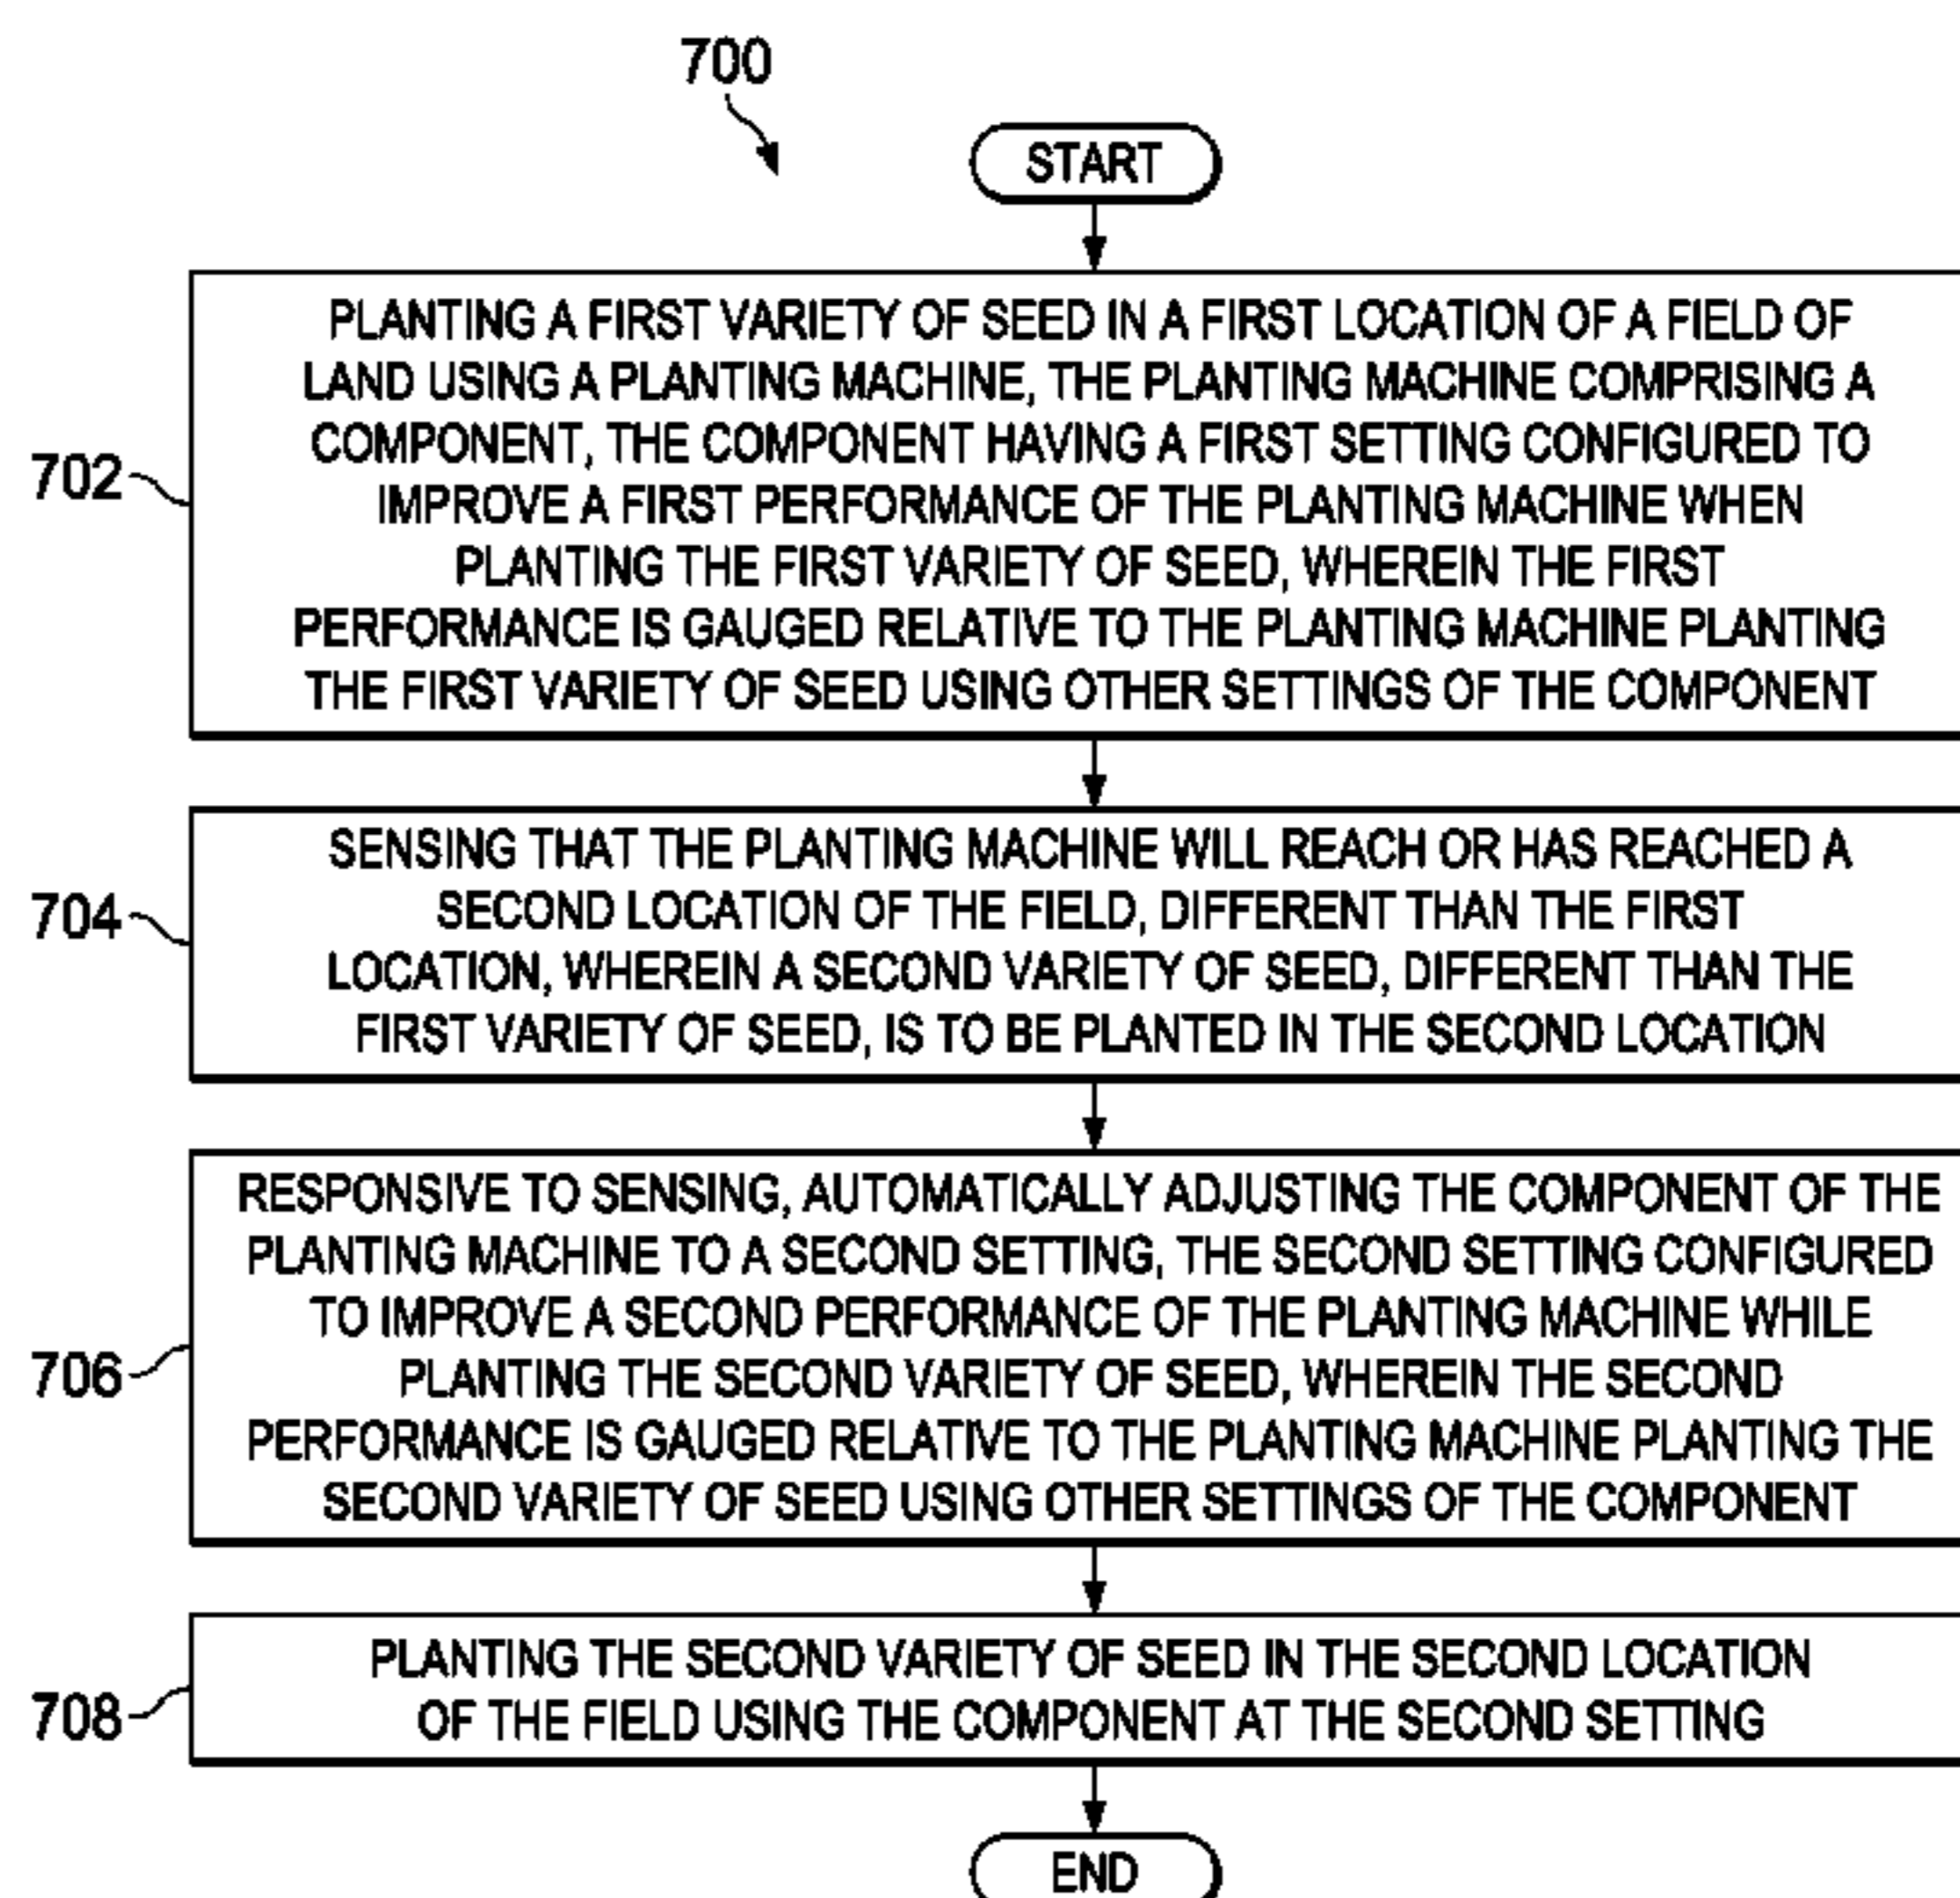 700
START
702
PLANTING A FIRST VARIETY OF SEED IN A FIRST LOCATION OF A FIELD OF
LAND USING A PLANTING MACHINE, THE PLANTING MACHINE COMPRISING A
COMPONENT, THE COMPONENT HAVING A FIRST SETTING CONFIGURED TO
IMPROVE A FIRST PERFORMANCE OF THE PLANTING MACHINE WHEN
PLANTING THE FIRST VARIETY OF SEED, WHEREIN THE FIRST
PERFORMANCE IS GAUGED RELATIVE TO THE PLANTING MACHINE PLANTING
THE FIRST VARIETY OF SEED USING OTHER SETTINGS OF THE COMPONENT
704
SENSING THAT THE PLANTING MACHINE WILL REACH OR HAS REACHED A
SECOND LOCATION OF THE FIELD, DIFFERENT THAN THE FIRST
LOCATION, WHEREIN A SECOND VARIETY OF SEED, DIFFERENT THAN THE
FIRST VARIETY OF SEED, IS TO BE PLANTED IN THE SECOND LOCATION
706
RESPONSIVE TO SENSING, AUTOMATICALLY ADJUSTING THE COMPONENT OF THE
PLANTING MACHINE TO A SECOND SETTING, THE SECOND SETTING CONFIGURED
TO IMPROVE A SECOND PERFORMANCE OF THE PLANTING MACHINE WHILE
PLANTING THE SECOND VARIETY OF SEED, WHEREIN THE SECOND
PERFORMANCE IS GAUGED RELATIVE TO THE PLANTING MACHINE PLANTING THE
SECOND VARIETY OF SEED USING OTHER SETTINGS OF THE COMPONENT
708
PLANTING THE SECOND VARIETY OF SEED IN THE SECOND LOCATION
OF THE FIELD USING THE COMPONENT AT THE SECOND SETTING
END